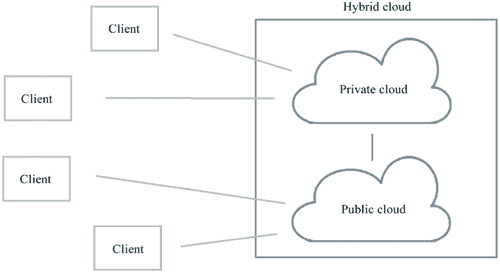 Hybrid cloud
Client
Private cloud
Client
Client
Public cloud
Client